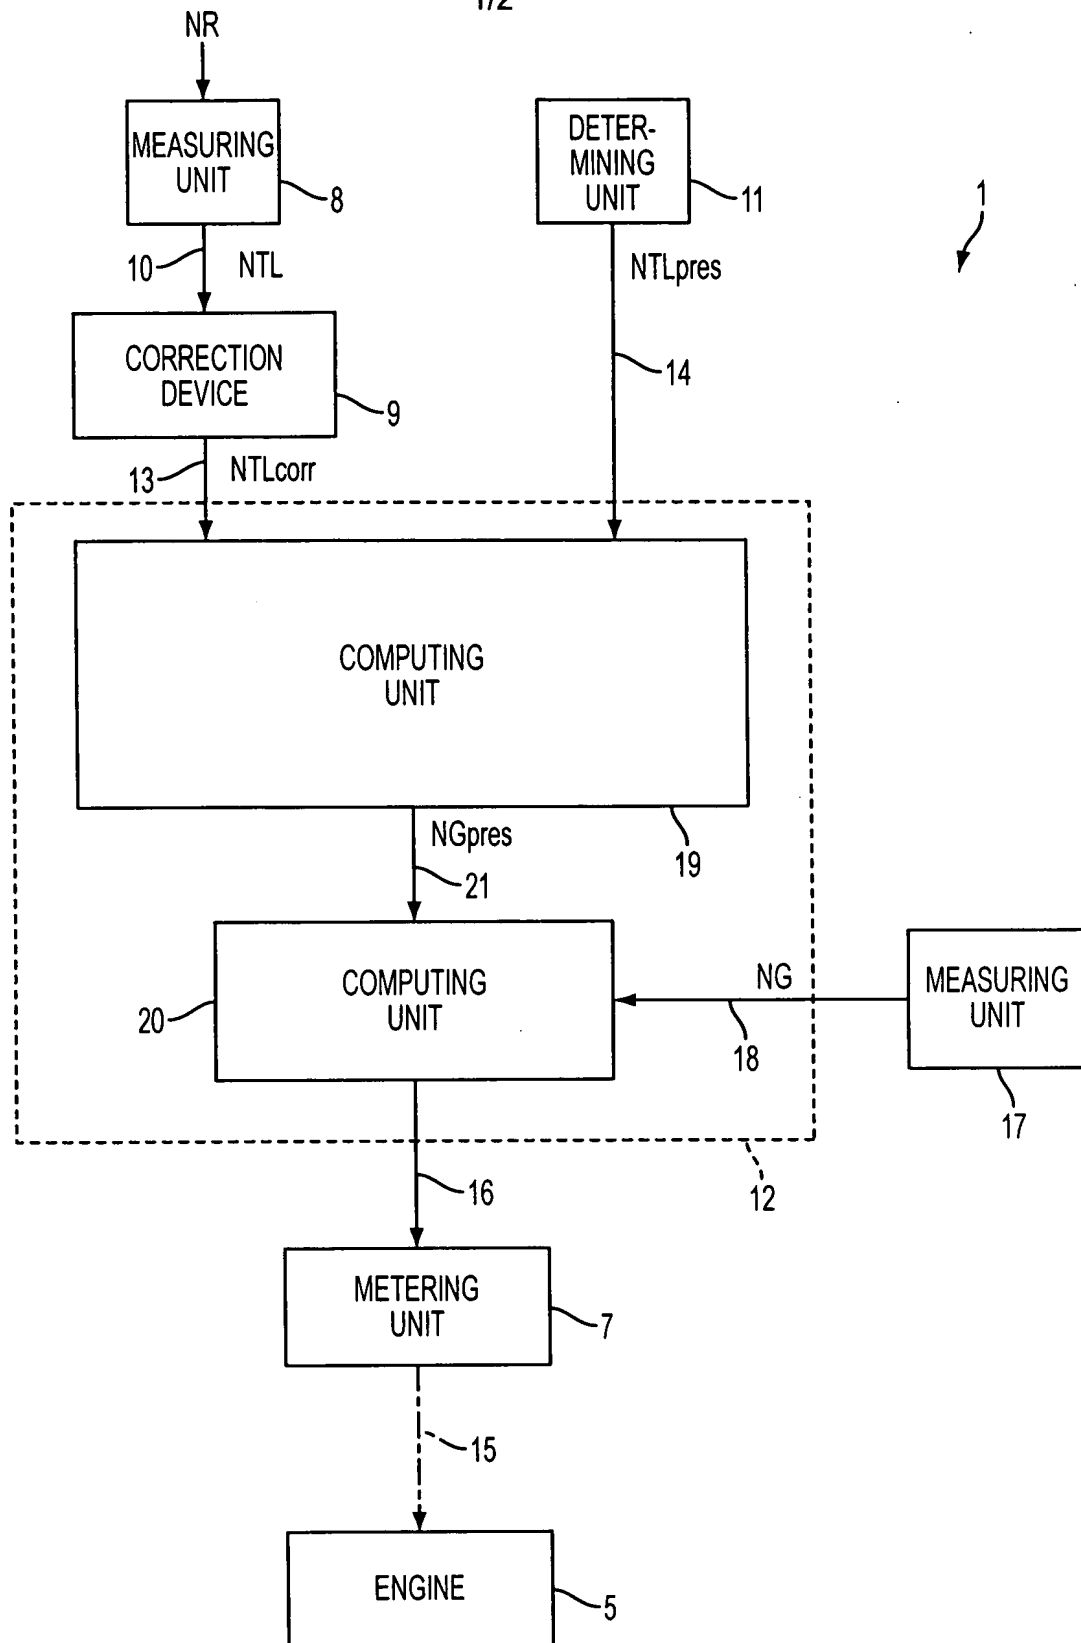 1/2
NR
MEASURING
UNIT
8
DETER-
MINING
UNIT
11
1
10
NTL
NTLpres
CORRECTION
DEVICE
9
14
13
NTLcorr
COMPUTING
UNIT
19
NGpres
21
COMPUTING
UNIT
20
NG
18
MEASURING
UNIT
17
12
16
METERING
UNIT
7
15
ENGINE
5